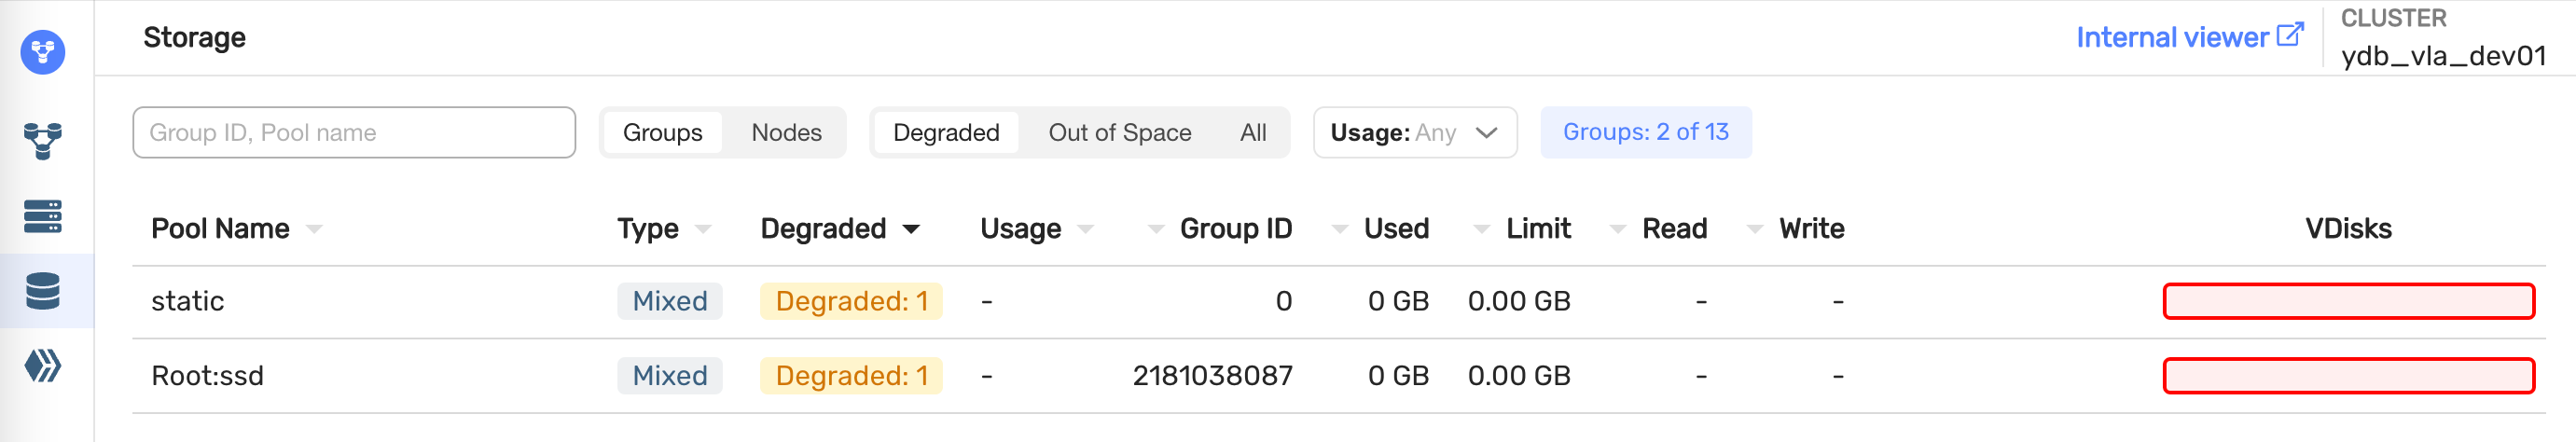 Storage
Internal viewer
CLUSTER
ydb_vla_dev01
Group ID, Pool name
Groups Nodes
Degraded Out of Space All
Usage: Any
Groups: 2 of 13
Pool Name Type Degraded Usage Group ID Used Limit Read Write VDisks
static Mixed Degraded: 1 - 0 0 GB 0.00 GB - -
Root:ssd Mixed Degraded: 1 - 2181038087 0 GB 0.00 GB - -